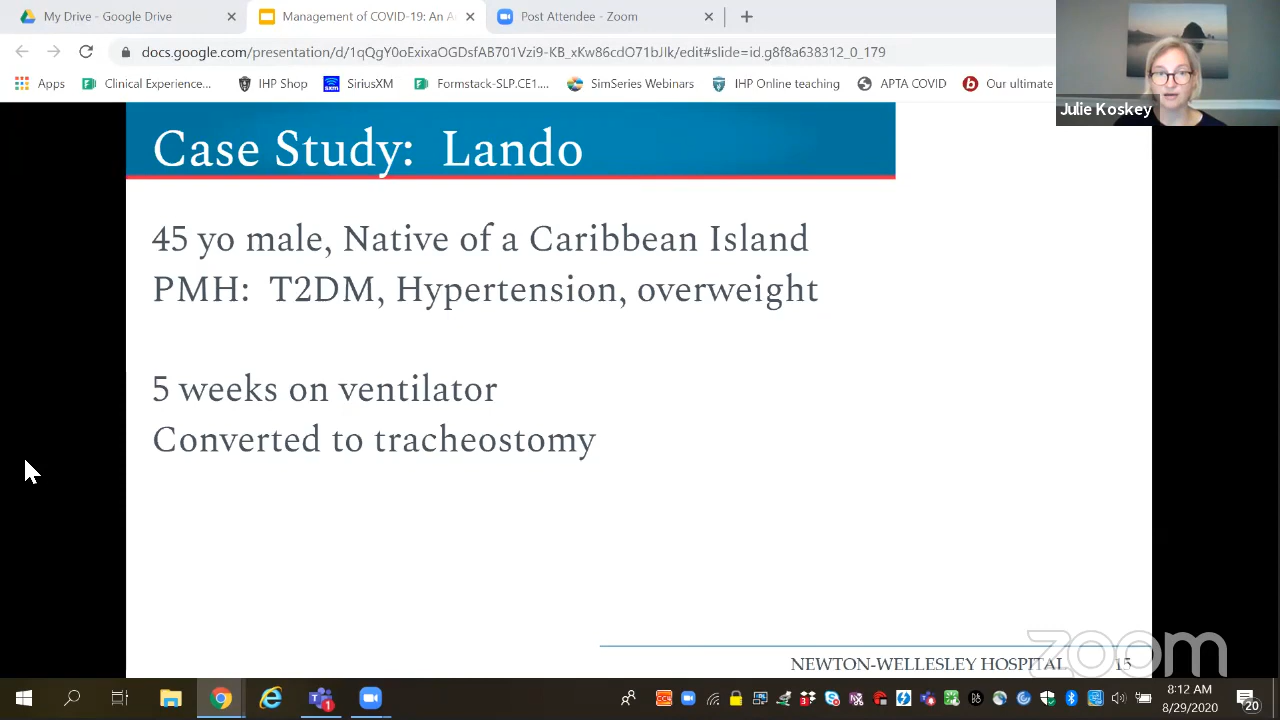 My Drive - Google Drive
Management of COVID-19: An A
Post Attendee - Zoom
docs.google.com/presentation/d/1qQgY0oExixaOGDsfAB701Vzi9-KB_xKw86cdO71bJIk/edit#slide=id.g8f8a638312_0_179
Apps
Clinical Experience...
IHP Shop
SiriusXM
Formstack-SLP.CE1....
SimSeries Webinars
IHP Online teaching
APTA COVID
Our ultimate
Julie Koskey
Case Study: Lando
45 yo male, Native of a Caribbean Island
PMH: T2DM, Hypertension, overweight
5 weeks on ventilator
Converted to tracheostomy
NEWTON-WELLESLEY HOSPITAL 15
zoom
8:12 AM
8/29/2020
20